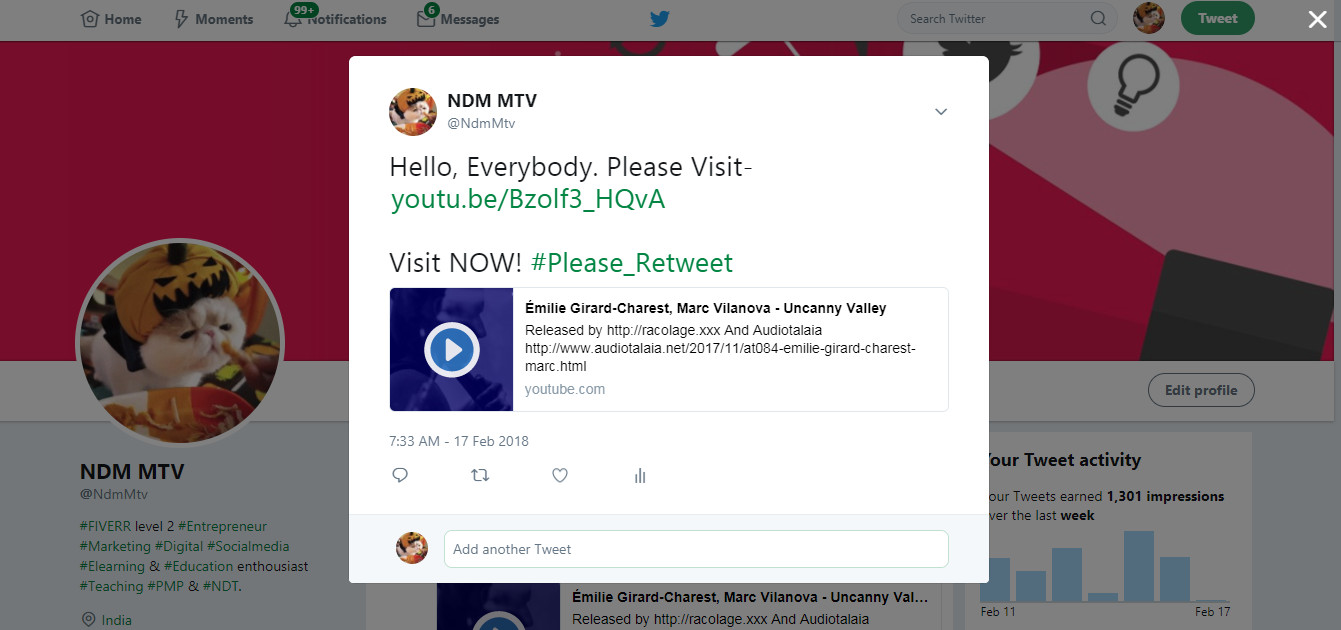 Home
Moments
99+
Notifications
6
Messages
Search Twitter
Tweet
NDM MTV
@NdmMtv
Hello, Everybody. Please Visit-
youtu.be/Bzolf3_HQvA
Visit NOW! #Please_Retweet
Émilie Girard-Charest, Marc Vilanova - Uncanny Valley
Released by http://racolage.xxx And Audiotalaia
http://www.audiotalaia.net/2017/11/at084-emilie-girard-charest-
marc.html
youtube.com
7:33 AM - 17 Feb 2018
Add another Tweet
Edit profile
NDM MTV
@NdmMtv
#FIVERR level 2 #Entrepreneur
#Marketing #Digital #Socialmedia
#Elearning & #Education enthousiast
#Teaching #PMP & #NDT.
India
Your Tweet activity
our Tweets earned 1,301 impressions
ver the last week
Feb 11
Feb 17
Émilie Girard-Charest, Marc Vilanova - Uncanny Val...
Released by http://racolage.xxx And Audiotalaia